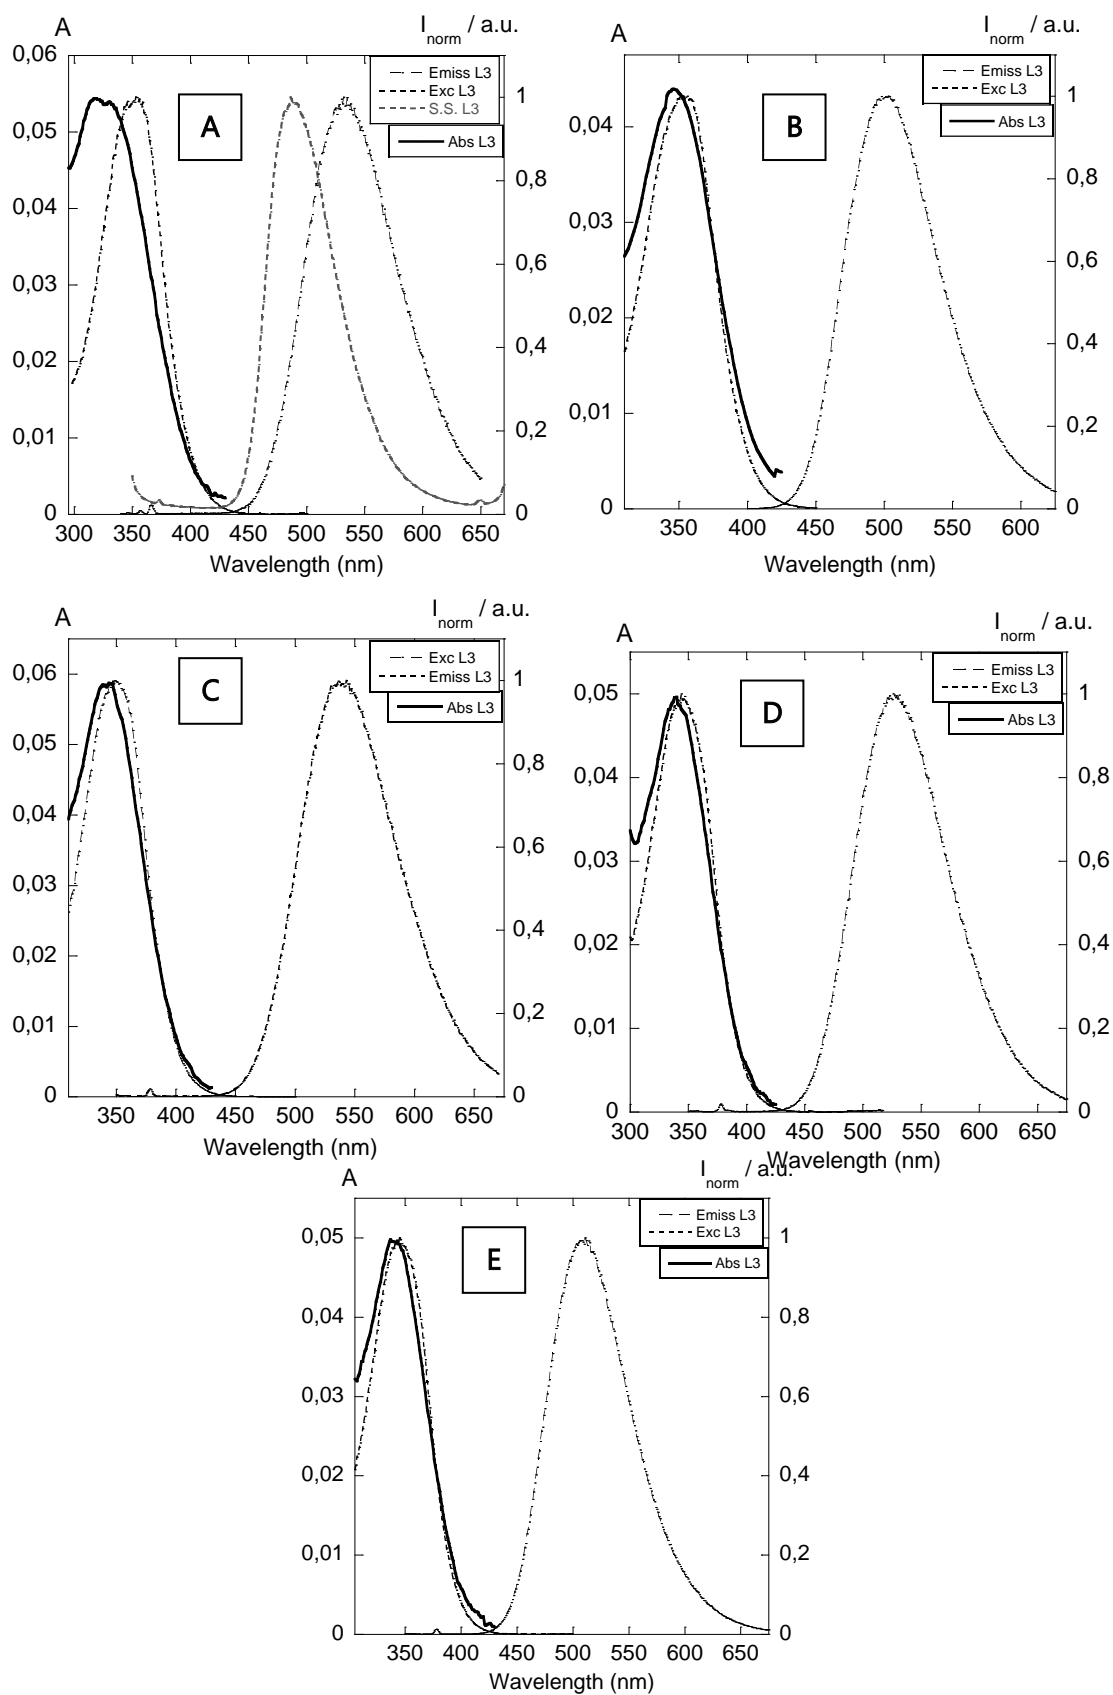 A
I norm / a.u.
0,06
0,05
0,04
0,03
0,02
0,01
0
Emiss L3
Exc L3
S.S. L3
Abs L3
A
1
0,8
0,6
0,4
0,2
0
300 350 400 450 500 550 600 650
Wavelength (nm)
A
I norm / a.u.
0,04
0,03
0,02
0,01
0
Emiss L3
Exc L3
Abs L3
B
1
0,8
0,6
0,4
0,2
0
350 400 450 500 550 600
Wavelength (nm)
A
I norm / a.u.
0,06
0,05
0,04
0,03
0,02
0,01
0
Exc L3
Emiss L3
Abs L3
C
1
0,8
0,6
0,4
0,2
0
350 400 450 500 550 600 650
Wavelength (nm)
A
I norm / a.u.
0,05
0,04
0,03
0,02
0,01
0
Emiss L3
Exc L3
Abs L3
D
1
0,8
0,6
0,4
0,2
0
300 350 400 450 500 550 600 650
Wavelength (nm)
A
I norm / a.u.
0,05
0,04
0,03
0,02
0,01
0
Emiss L3
Exc L3
Abs L3
E
1
0,8
0,6
0,4
0,2
0
350 400 450 500 550 600 650
Wavelength (nm)